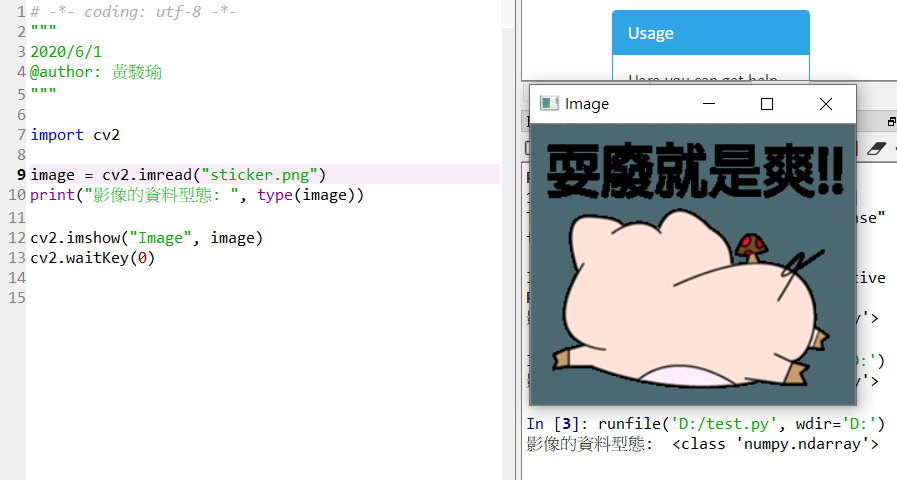 1 # -*- coding: utf-8 -*-
2 """
3 2020/6/1
4 @author: 黃駿瑜
5 """
6
7 import cv2
8
9 image = cv2.imread("sticker.png")
10 print("影像的資料型態: ", type(image))
11
12 cv2.imshow("Image", image)
13 cv2.waitKey(0)
14
15
Usage
Here you can get help
Image
耍廢就是爽!!
In [3]: runfile('D:/test.py', wdir='D:')
影像的資料型態:  <class 'numpy.ndarray'>